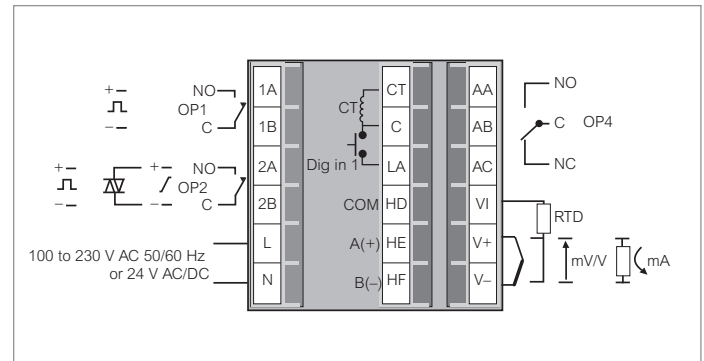 + NO 1A CT AA NO
OP1 CT
– C 1B C AB C OP4
+ + NO 2A Dig in 1 LA AC NC
OP2
– – C 2B COM HD VI RTD
L A(+) HE V+
100 to 230 V AC 50/60 Hz mV/V mA
or 24 V AC/DC
N B(–) HF V–